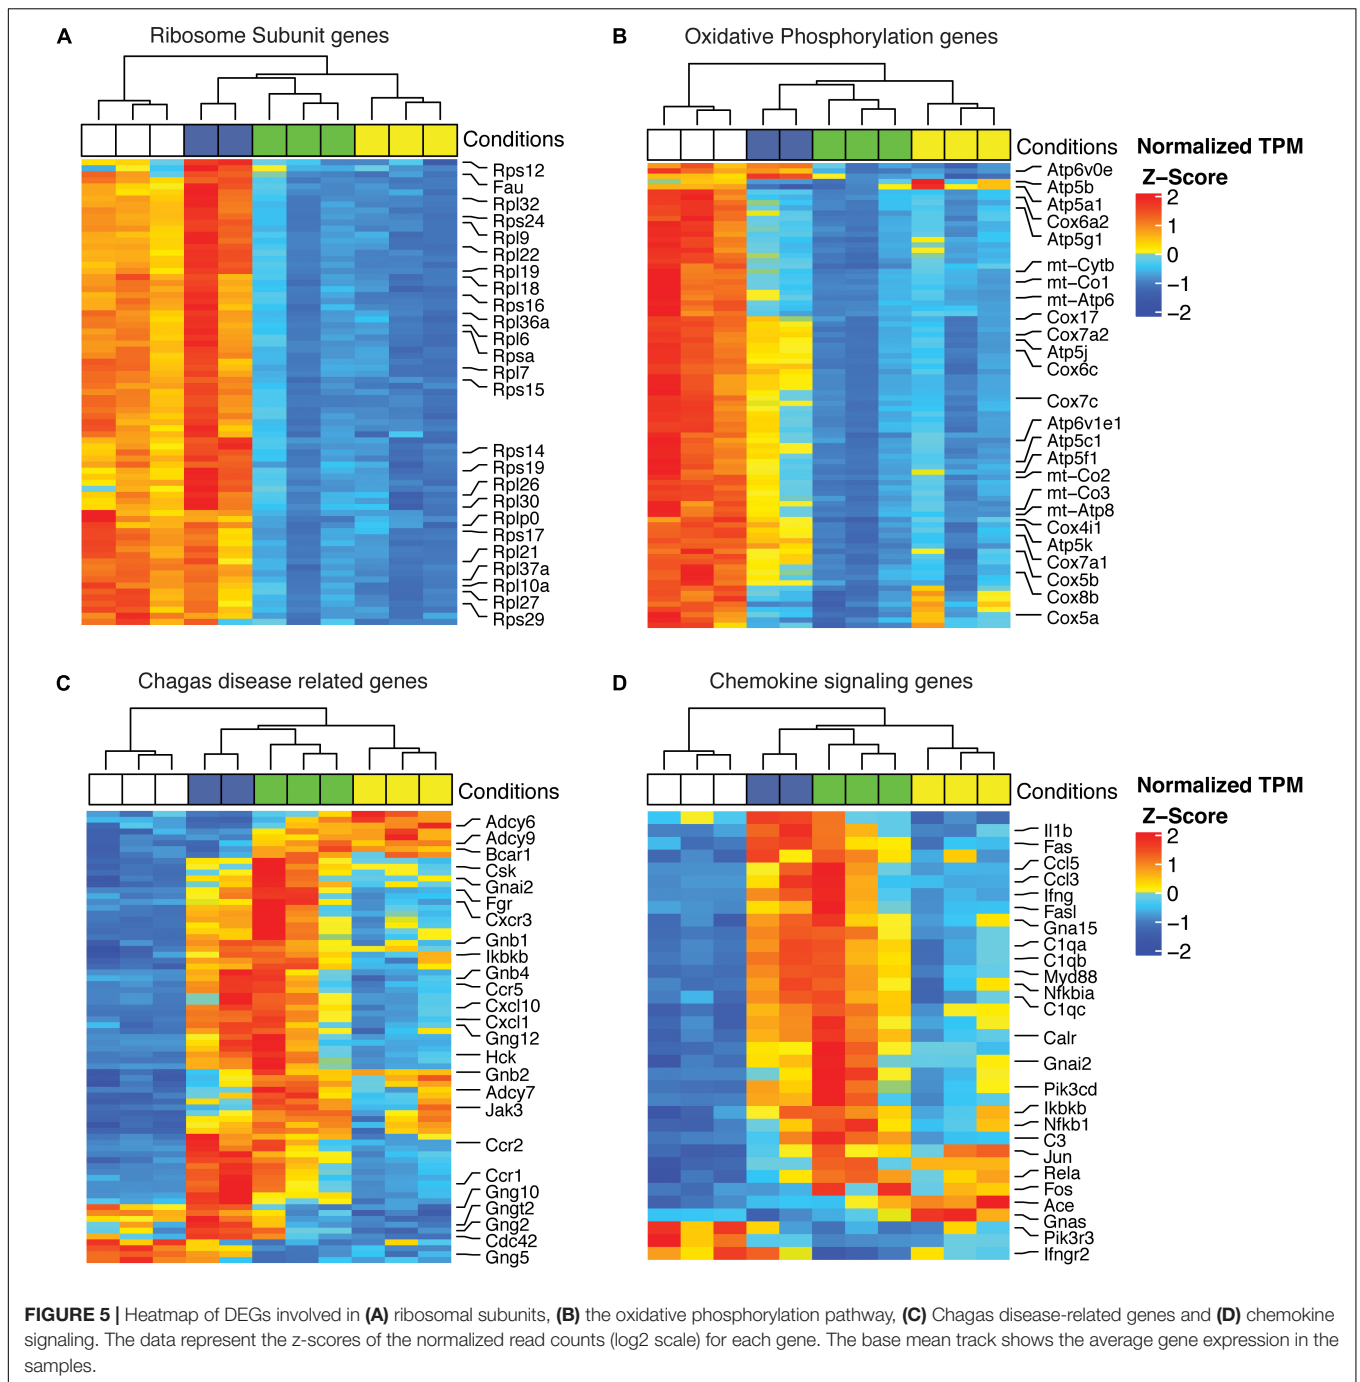 A
Ribosome Subunit genes
Conditions
Rps12
Fau
Rpl32
Rps24
Rpl9
Rpl22
Rpl19
Rpl18
Rps16
Rpl36a
Rpl6
Rpsa
Rpl7
Rps15
Rps14
Rps19
Rpl26
Rpl30
Rplp0
Rps17
Rpl21
Rpl37a
Rpl10a
Rpl27
Rps29
B
Oxidative Phosphorylation genes
Conditions
Atp6v0e
Atp5b
Atp5a1
Cox6a2
Atp5g1
mt–Cytb
mt–Co1
mt–Atp6
Cox17
Cox7a2
Atp5j
Cox6c
Cox7c
Atp6v1e1
Atp5c1
Atp5f1
mt–Co2
mt–Co3
mt–Atp8
Cox4i1
Atp5k
Cox7a1
Cox5b
Cox8b
Cox5a
Normalized TPM
Z–Score
2
1
0
–1
–2
C
Chagas disease related genes
Conditions
Adcy6
Adcy9
Bcar1
Csk
Gnai2
Fgr
Cxcr3
Gnb1
Ikbkb
Gnb4
Ccr5
Cxcl10
Cxcl1
Gng12
Hck
Gnb2
Adcy7
Jak3
Ccr2
Ccr1
Gng10
Gngt2
Gng2
Cdc42
Gng5
D
Chemokine signaling genes
Conditions
Il1b
Fas
Ccl5
Ccl3
Ifng
Fasl
Gna15
C1qa
C1qb
Myd88
Nfkbia
C1qc
Calr
Gnai2
Pik3cd
Ikbkb
Nfkb1
C3
Jun
Rela
Fos
Ace
Gnas
Pik3r3
Ifngr2
Normalized TPM
Z–Score
2
1
0
–1
–2
FIGURE 5 | Heatmap of DEGs involved in (A) ribosomal subunits, (B) the oxidative phosphorylation pathway, (C) Chagas disease-related genes and (D) chemokine
signaling. The data represent the z-scores of the normalized read counts (log2 scale) for each gene. The base mean track shows the average gene expression in the
samples.